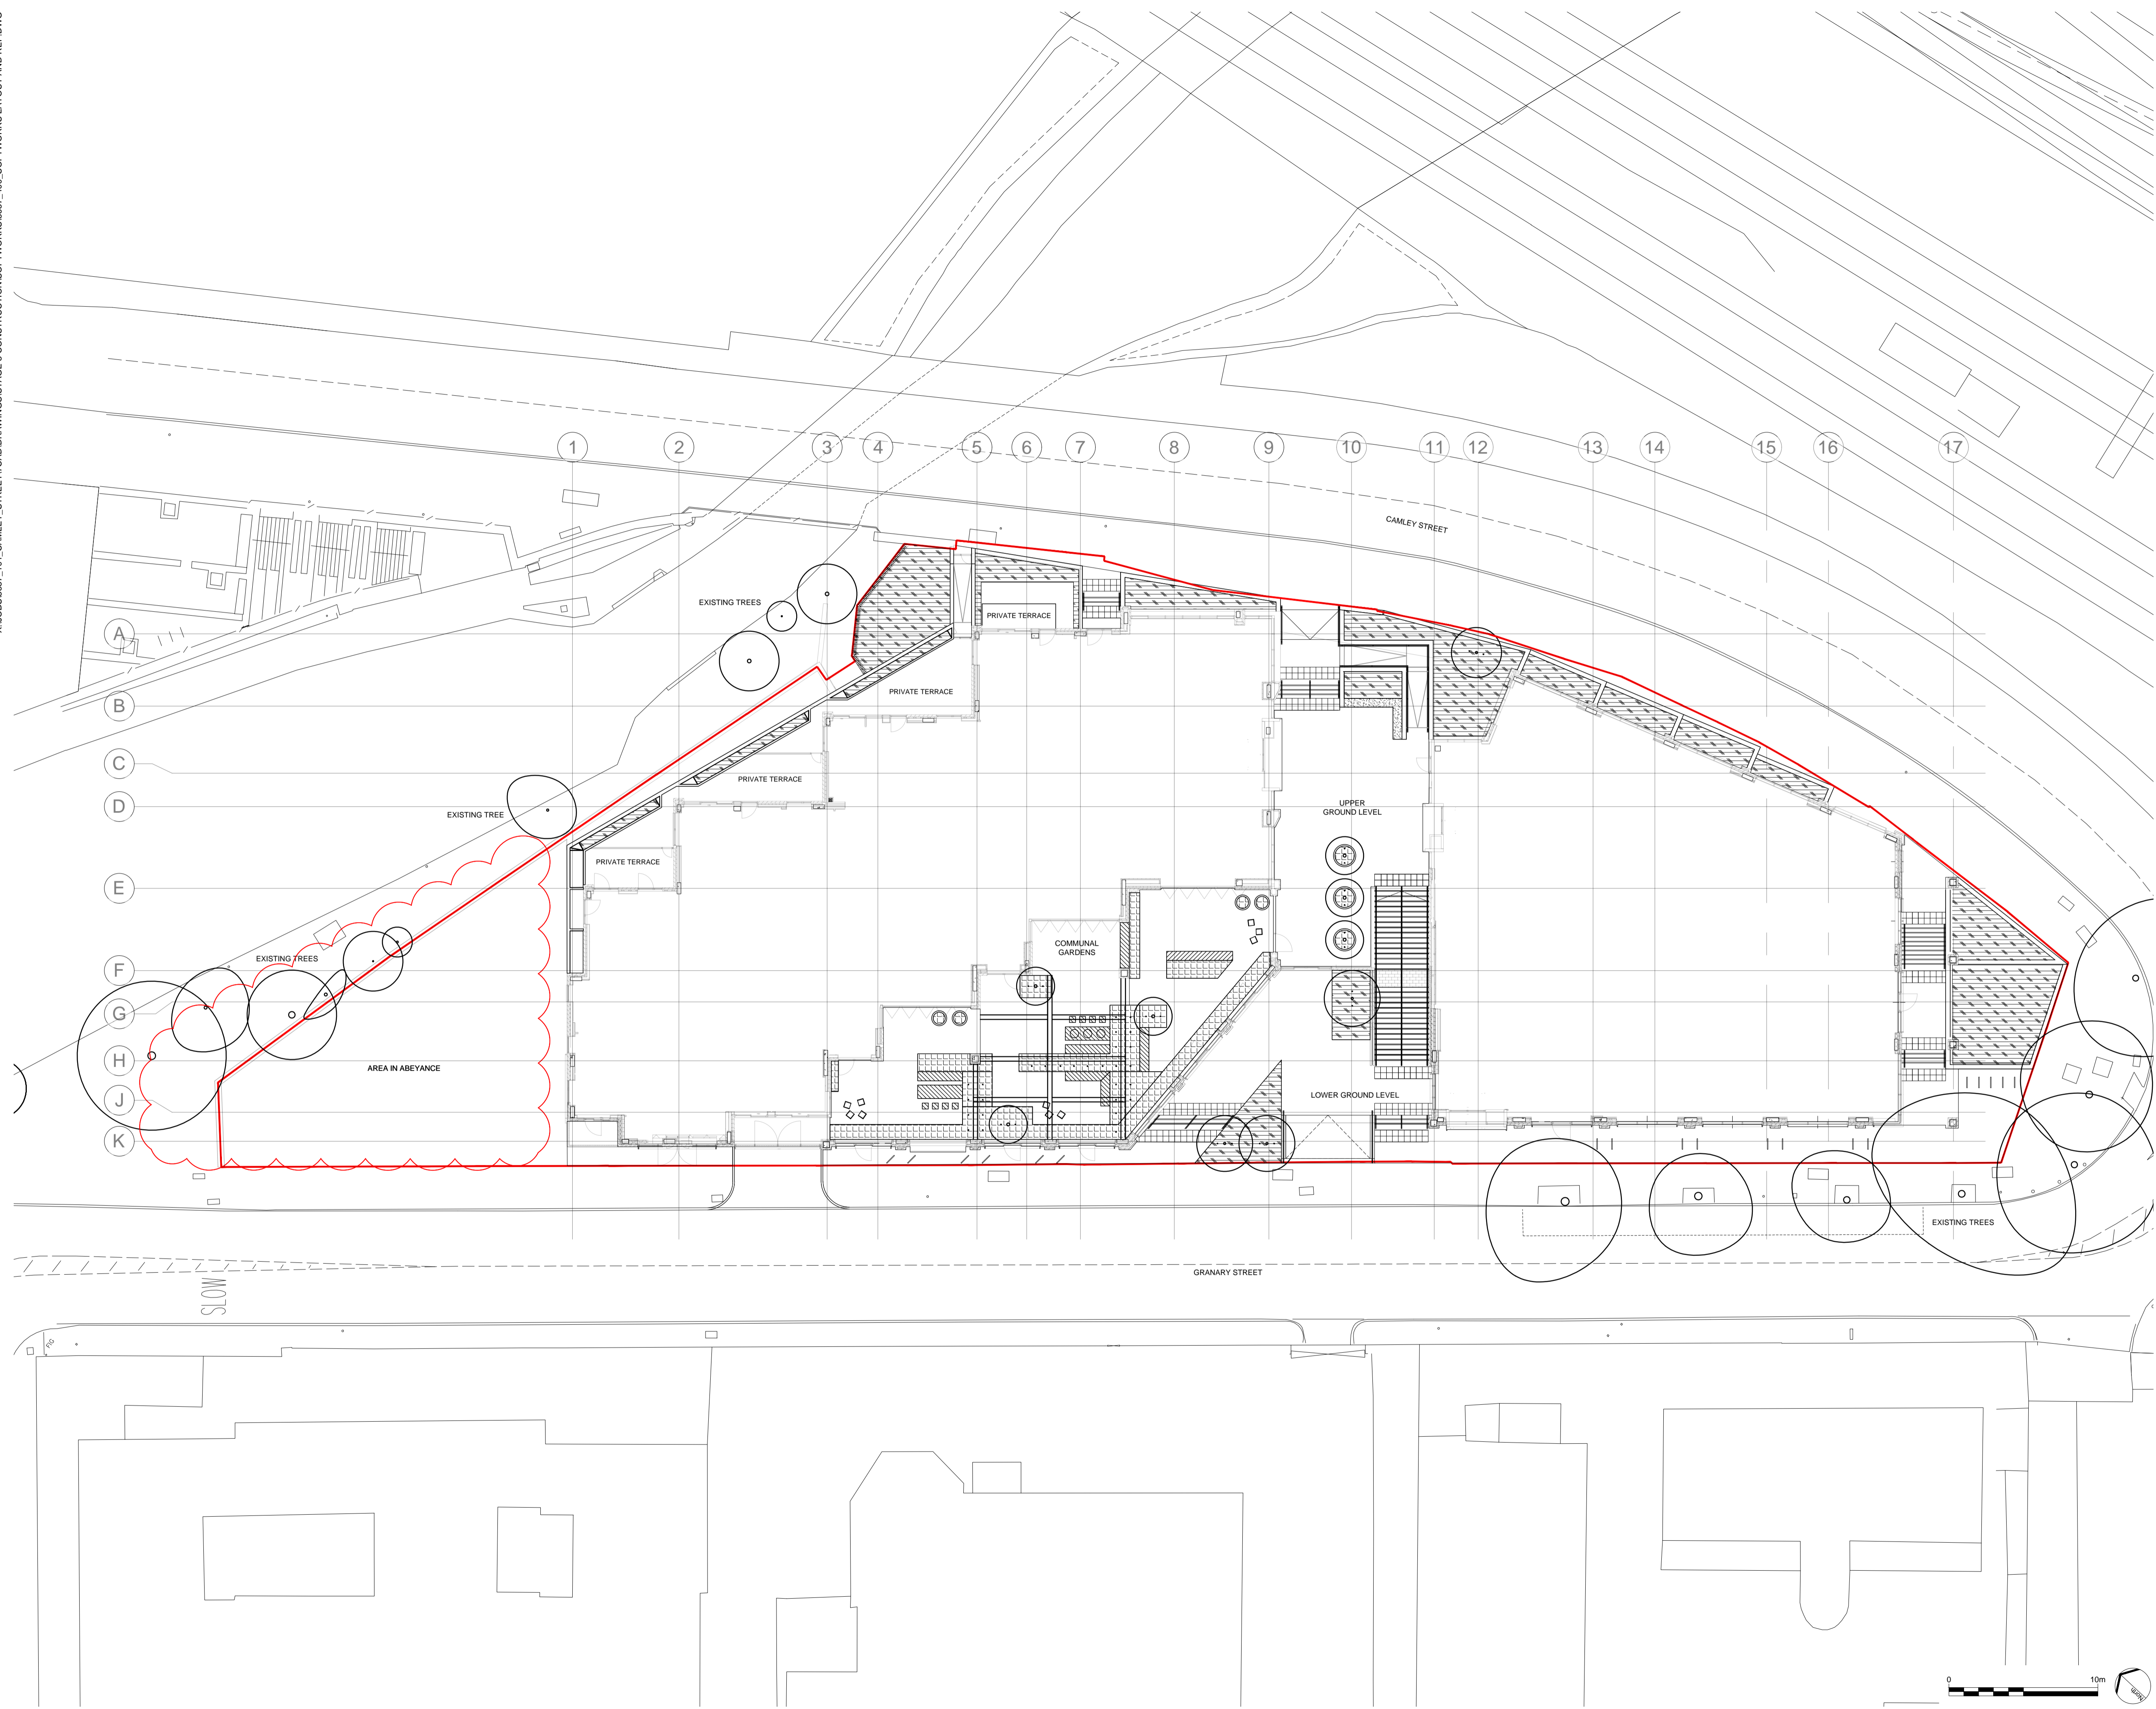 1 2 3 4 5 6 7 8 9 10 11 12 13 14 15 16 17
CAMLEY STREET
EXISTING TREES
PRIVATE TERRACE
A
PRIVATE TERRACE
B
C
PRIVATE TERRACE
D
UPPER
GROUND LEVEL
EXISTING TREE
PRIVATE TERRACE
E
COMMUNAL
GARDENS
EXISTING TREES
F
G
H
AREA IN ABEYANCE
J
LOWER GROUND LEVEL
K
EXISTING TREES
GRANARY STREET
SLOW
0 10m
North